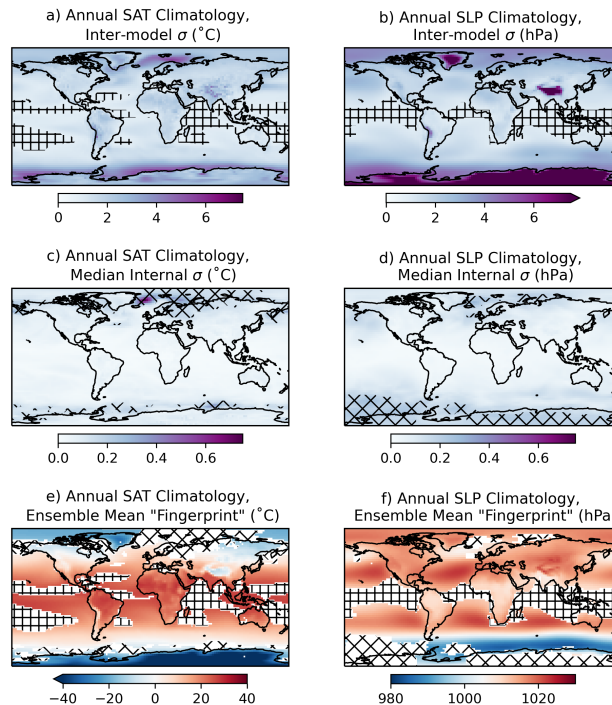 a) Annual SAT Climatology,
Inter-model σ (˚C)
b) Annual SLP Climatology,
Inter-model σ (hPa)
0 2 4 6
0 2 4 6
c) Annual SAT Climatology,
Median Internal σ (˚C)
d) Annual SLP Climatology,
Median Internal σ (hPa)
0.0 0.2 0.4 0.6
0.0 0.2 0.4 0.6
e) Annual SAT Climatology,
Ensemble Mean "Fingerprint" (˚C)
f) Annual SLP Climatology,
Ensemble Mean "Fingerprint" (hPa
−40 −20 0 20 40
980 1000 1020